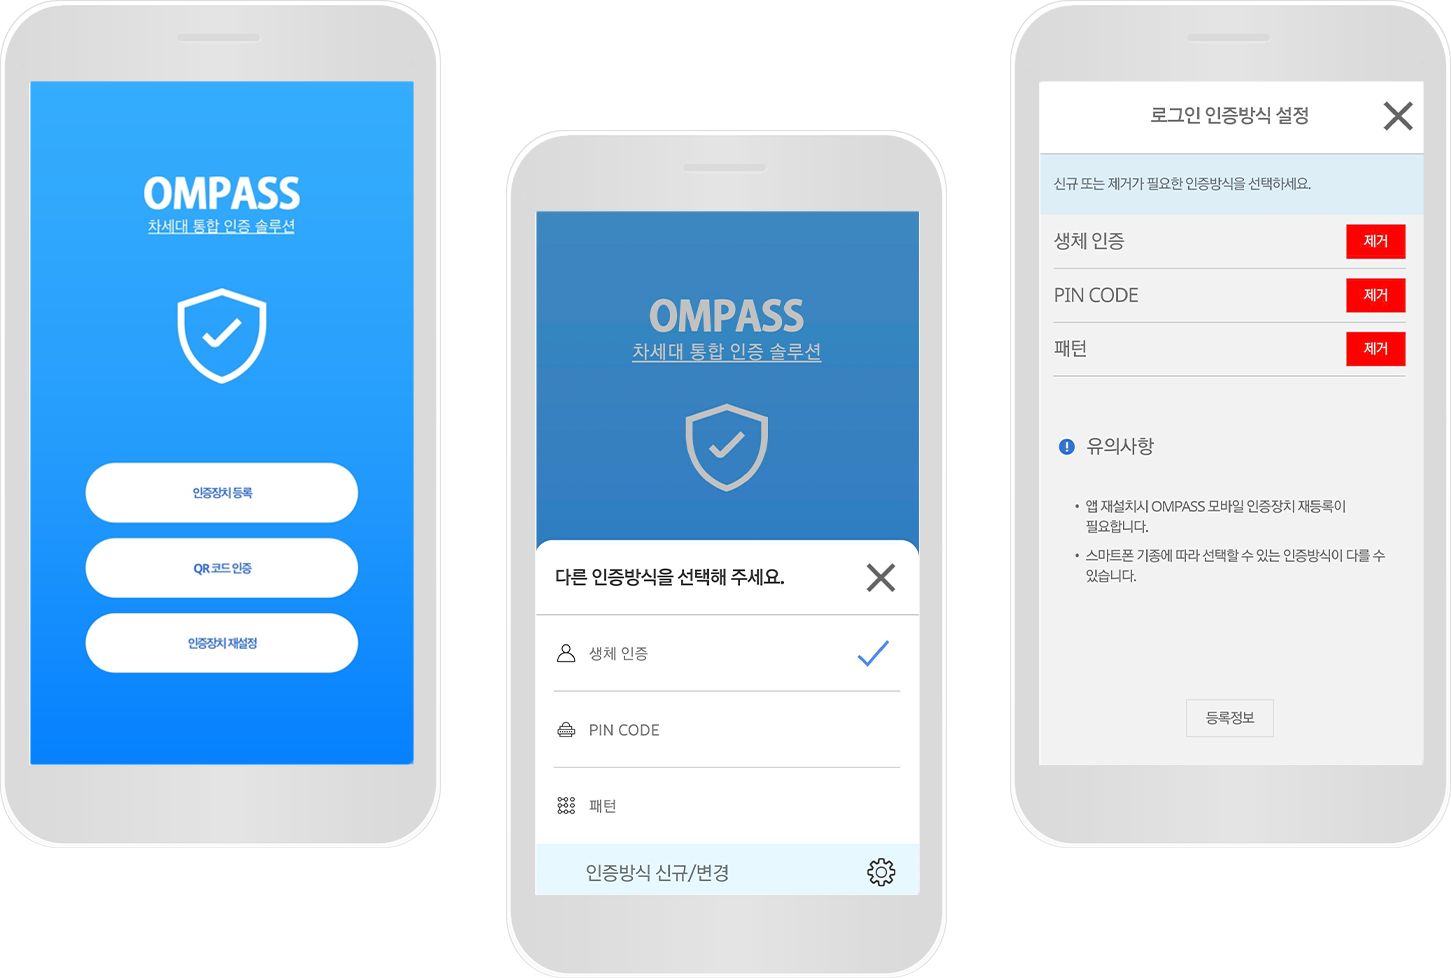 OMPASS
차세대 통합 인증 솔루션
인증장치 등록
QR 코드 인증
인증장치 재설정
OMPASS
차세대 통합 인증 솔루션
다른 인증방식을 선택해 주세요.
생체 인증
PIN CODE
패턴
인증방식 신규/변경
로그인 인증방식 설정
신규 또는 제거가 필요한 인증방식을 선택하세요.
생체 인증 제거
PIN CODE 제거
패턴 제거
유의사항
• 앱 재설치시 OMPASS 모바일 인증장치 재등록이
필요합니다.
• 스마트폰 기종에 따라 선택할 수 있는 인증방식이 다를 수
있습니다.
등록정보